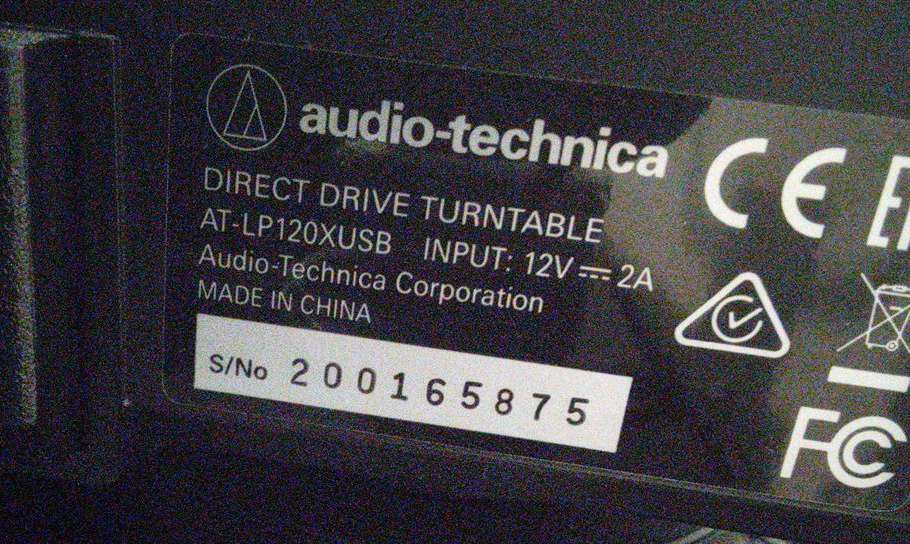 audio-technica
DIRECT DRIVE TURNTABLE
AT-LP120XUSB INPUT: 12V ⎓ 2A
Audio-Technica Corporation
MADE IN CHINA
S/No 200165875
CE
FC